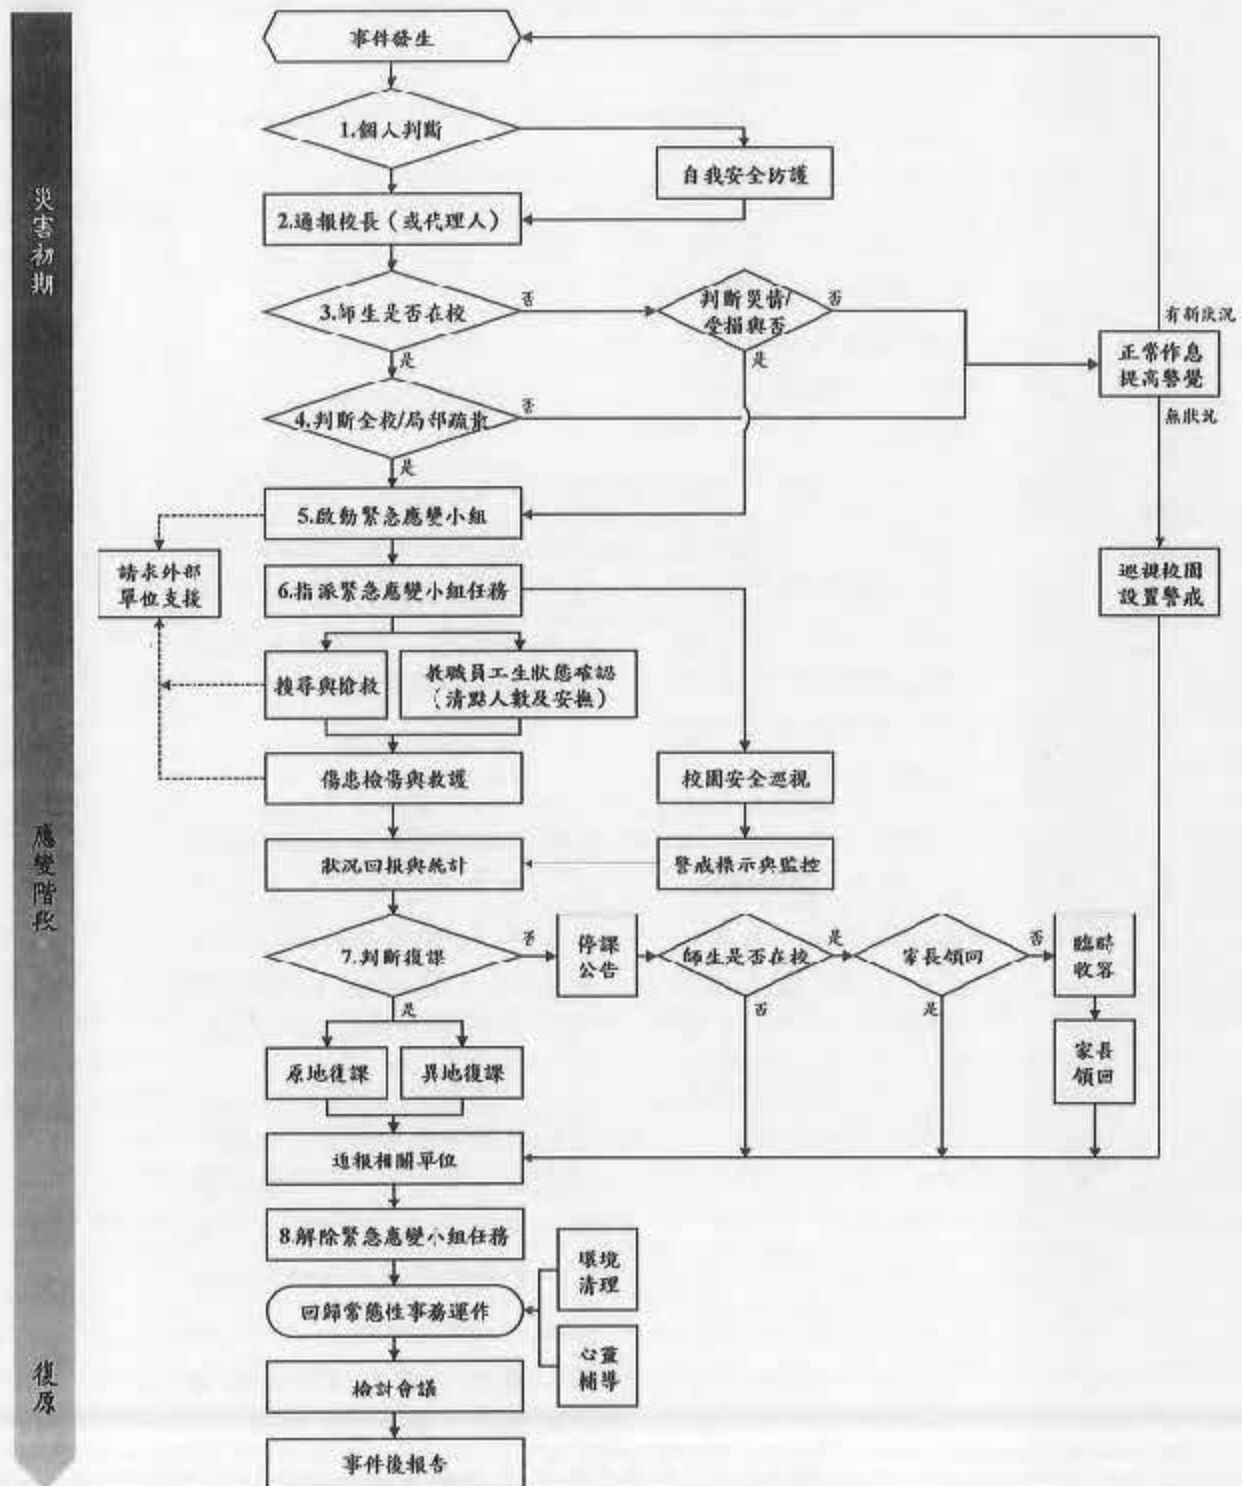 災害初期
應變階段
復原
事件發生
1.個人判斷
自我安全防護
2.通報校長（或代理人）
3.師生是否在校
否
判斷災情/
受損與否
否
有新狀況
正常作息
提高警覺
是
是
無狀況
4.判斷全校/局部疏散
否
是
5.啟動緊急應變小組
請求外部
單位支援
6.指派緊急應變小組任務
巡視校園
設置警戒
搜尋與搶救
教職員工生狀態確認
（清點人數及安撫）
傷患檢傷與救護
校園安全巡視
狀況回報與統計
警戒標示與監控
7.判斷復課
否
停課
公告
師生是否在校
是
家長領回
否
臨時
收容
是
否
是
原地復課
異地復課
家長
領回
通報相關單位
8.解除緊急應變小組任務
環境
清理
回歸常態性事務運作
心靈
輔導
檢討會議
事件後報告